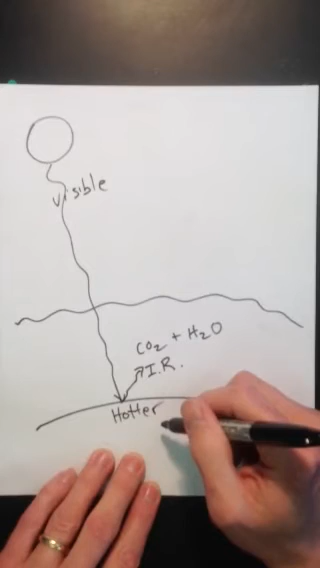 visible
CO₂ + H₂O
I.R.
Hotter